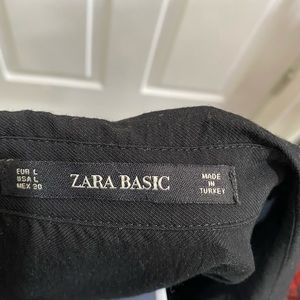 EUR L
USA L
MEX 30
ZARA BASIC
MADE
IN
TURKEY